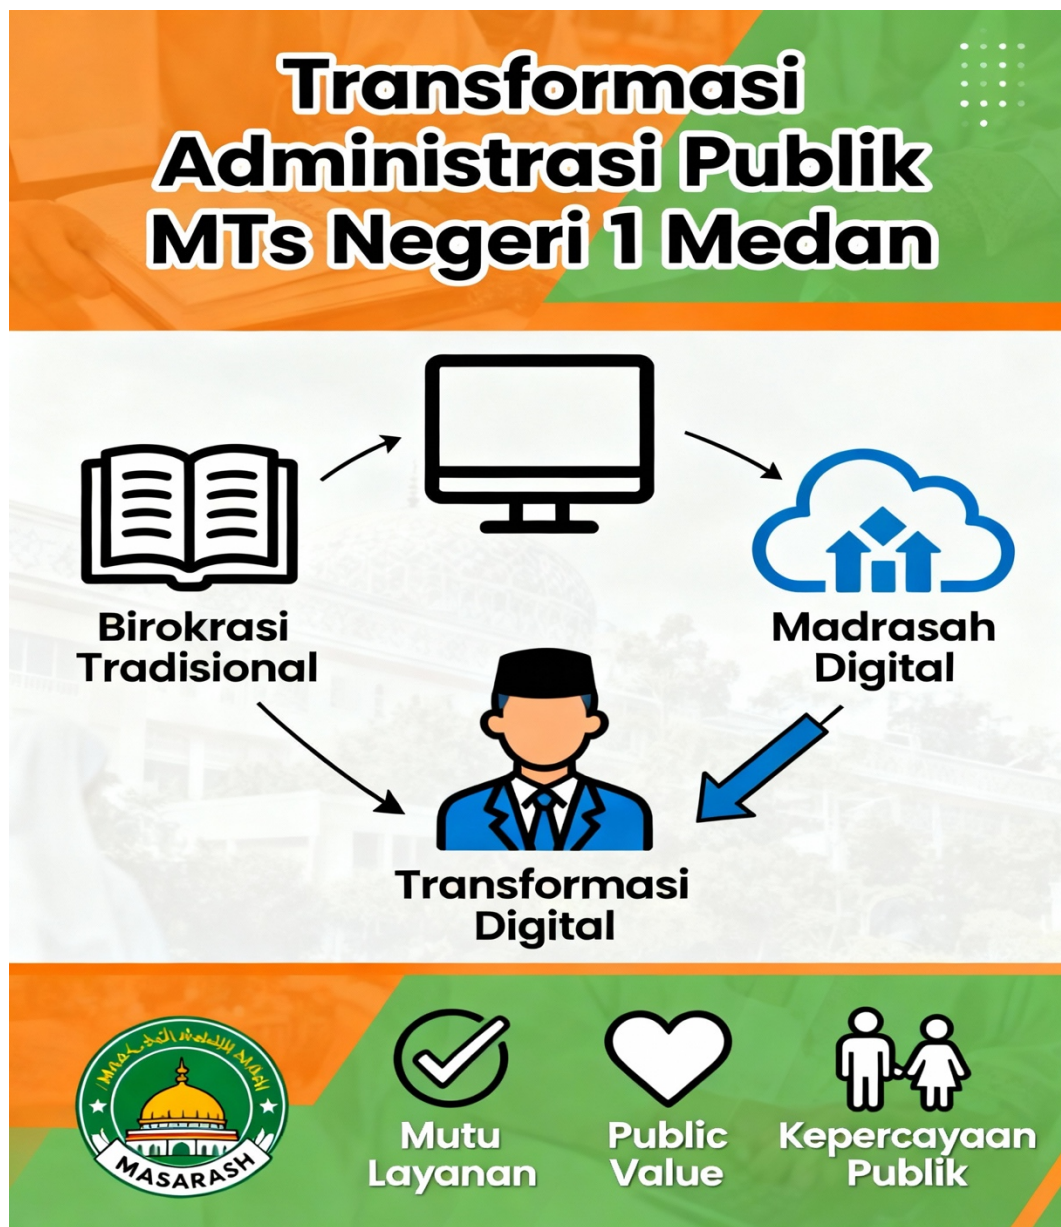 Transformasi
Administrasi Publik
MTs Negeri 1 Medan
Birokrasi
Tradisional
Madrasah
Digital
Transformasi
Digital
MASARASH
Mutu
Layanan
Public
Value
Kepercayaan
Publik